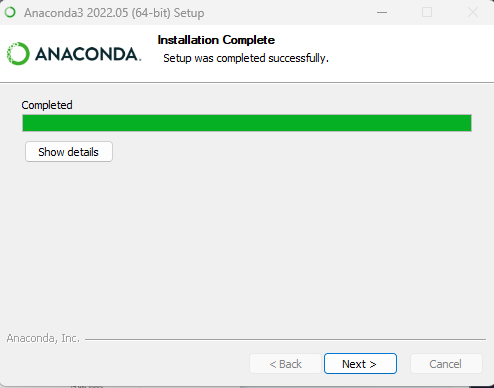 Anaconda3 2022.05 (64-bit) Setup
ANACONDA.
Installation Complete
Setup was completed successfully.
Completed
Show details
Anaconda, Inc.
< Back
Next >
Cancel